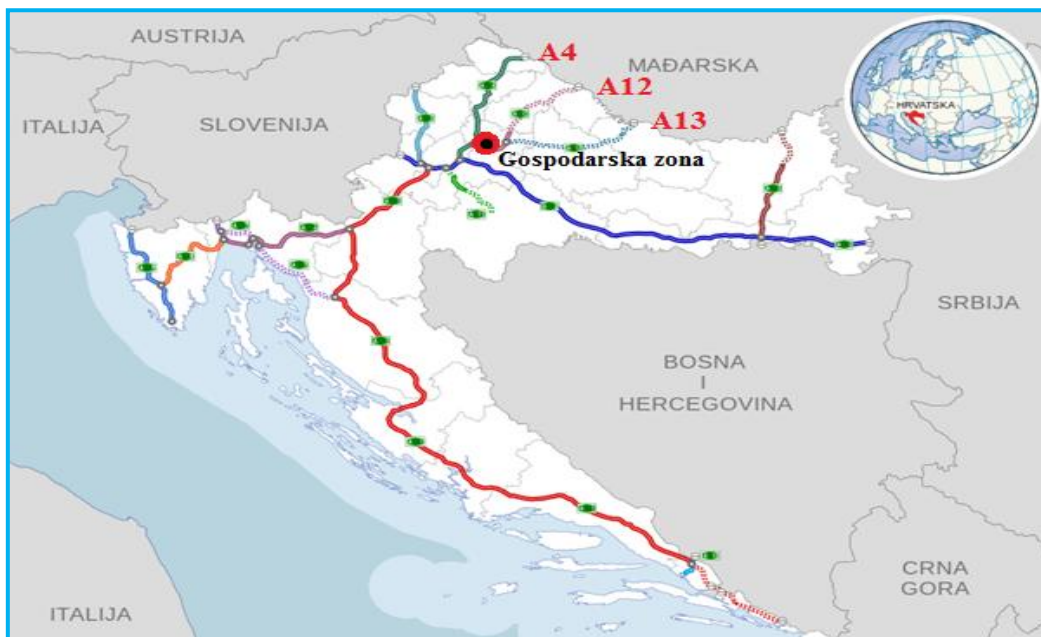 AUSTRIJA
A4
MAĐARSKA
A12
HRVATSKA
ITALIJA
SLOVENIJA
A13
Gospodarska zona
SRBIJA
BOSNA
I
HERCEGOVINA
CRNA
GORA
ITALIJA